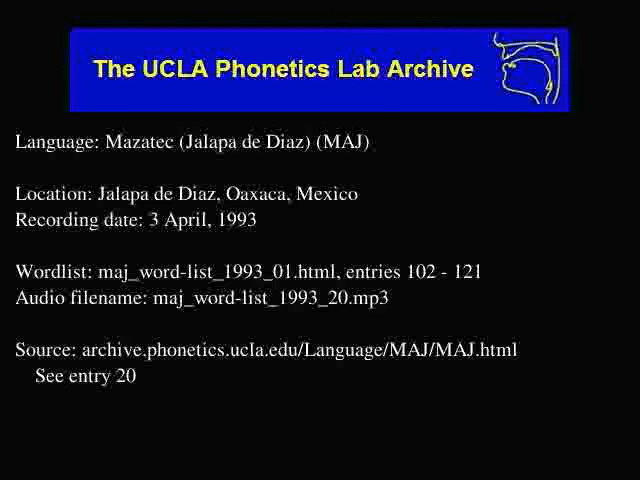 The UCLA Phonetics Lab Archive
Language: Mazatec (Jalapa de Diaz) (MAJ)
Location: Jalapa de Diaz, Oaxaca, Mexico
Recording date: 3 April, 1993
Wordlist: maj_word-list_1993_01.html, entries 102 - 121
Audio filename: maj_word-list_1993_20.mp3
Source: archive.phonetics.ucla.edu/Language/MAJ/MAJ.html
See entry 20